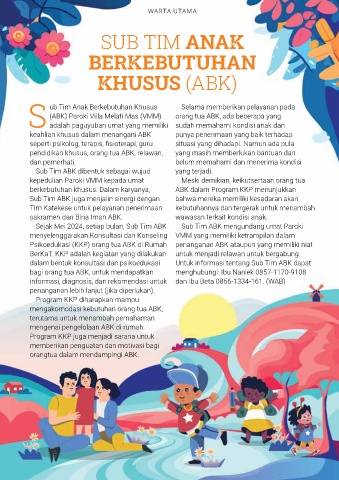 WARTA UTAMA
SUB TIM ANAK
BERKEBUTUHAN
KHUSUS (ABK)
Sub Tim Anak Berkebutuhan Khusus
(ABK) Paroki Villa Melati Mas (VMM)
adalah paguyuban umat yang memiliki
keahlian khusus dalam menangani ABK
seperti psikolog, terapis, fisioterapi, guru
pendidikan khusus, orang tua ABK, relawan,
dan pemerhati.
Sub Tim ABK dibentuk sebagai wujud
kepedulian Paroki VMM kepada umat
berkebutuhan khusus. Dalam karyanya,
Sub Tim ABK juga menjalin sinergi dengan
Tim Katekese untuk pelayanan penerimaan
sakramen dan Bina Iman ABK.
Sejak Mei 2024, setiap bulan, Sub Tim ABK
menyelenggarakan Konsultasi dan Konseling
Psikoedukasi (KKP) orang tua ABK di Rumah
BerKaT. KKP adalah kegiatan yang dilakukan
dalam bentuk konsultasi dan psikoedukasi
bagi orang tua ABK, untuk mendapatkan
informasi, diagnosis, dan rekomendasi untuk
penanganan lebih lanjut (jika diperlukan).
Program KKP diharapkan mampu
mengakomodasi kebutuhan orang tua ABK,
terutama untuk menambah pemahaman
mengenai pengelolaan ABK di rumah.
Program KKP juga menjadi sarana untuk
memberikan penguatan dan motivasi bagi
orangtua dalam mendampingi ABK.
Selama memberikan pelayanan pada
orang tua ABK, ada beberapa yang
sudah memahami kondisi anak dan
punya penerimaan yang baik terhadap
situasi yang dihadapi. Namun ada pula
yang masih memberikan bantuan dan
belum memahami dan menerima kondisi
yang terjadi.
Meski demikian, keikutsertaan orang tua
ABK dalam Program KKP menunjukkan
bahwa mereka memiliki kesadaran akan
kebutuhannya dan tergerak untuk menambah
wawasan terkait kondisi anak.
Sub Tim ABK mengundang umat Paroki
VMM yang memiliki ketrampilan dalam
penanganan ABK ataupun yang memiliki niat
untuk menjadi relawan untuk bergabung.
Untuk informasi tentang Sub Tim ABK dapat
menghubungi: Ibu Naniek 0857-1170-9108
dan Ibu Beta 0856-1334-161. (WAB)